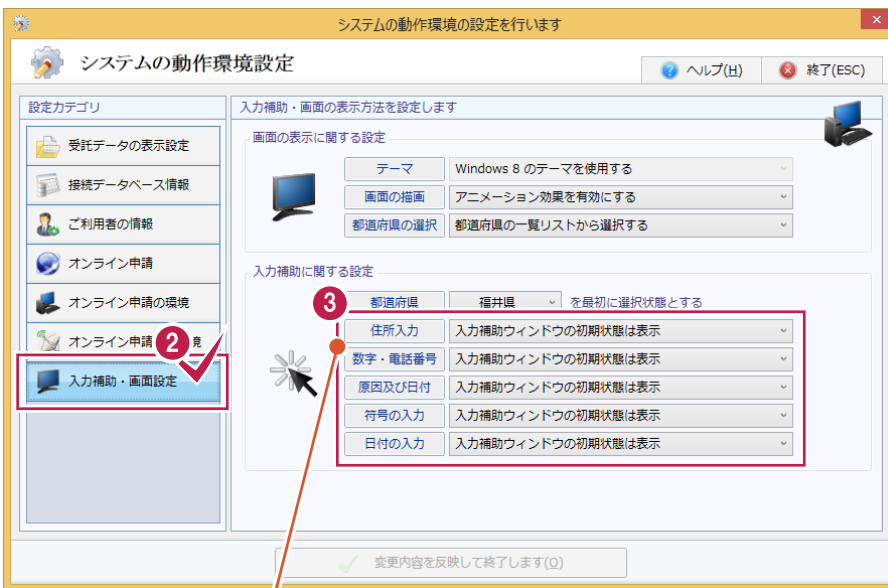 システムの動作環境の設定を行います
×
システムの動作環境設定
ヘルプ(H)
終了(ESC)
設定カテゴリ
受託データの表示設定
接続データベース情報
ご利用者の情報
オンライン申請
オンライン申請の環境
オンライン申請
境
2
入力補助・画面設定
入力補助・画面の表示方法を設定します
画面の表示に関する設定
テーマ Windows 8 のテーマを使用する
画面の描画 アニメーション効果を有効にする
都道府県の選択 都道府県の一覧リストから選択する
入力補助に関する設定
3
都道府県 福井県 を最初に選択状態とする
住所入力 入力補助ウィンドウの初期状態は表示
数字・電話番号 入力補助ウィンドウの初期状態は表示
原因及び日付 入力補助ウィンドウの初期状態は表示
符号の入力 入力補助ウィンドウの初期状態は表示
日付の入力 入力補助ウィンドウの初期状態は表示
変更内容を反映して終了します(O)